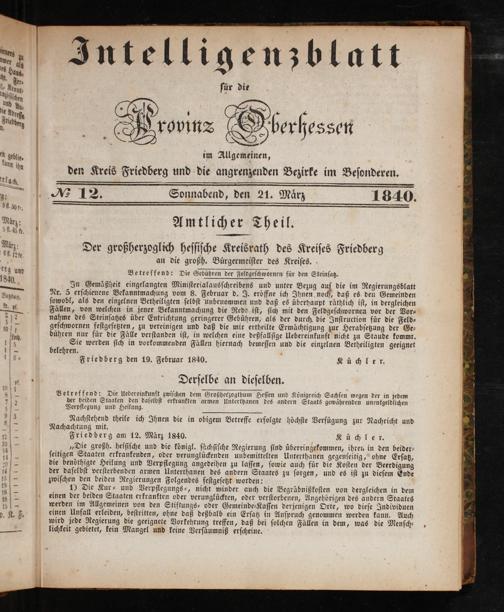 Intelligenzblatt
für die
Provinz Oberhessen
im Allgemeinen,
den Kreis Friedberg und die angrenzenden Bezirke im Besonderen.
№ 12. Sonnabend, den 21. März 1840.
Amtlicher Theil.
Der großherzoglich hessische Kreisrath des Kreises Friedberg
an die großh. Bürgermeister des Kreises.
Betreffend: Die Gebühren der Feldgeschwornen für den Steinsatz.
In Gemäßheit eingelangten Ministerialausschreibens und unter Bezug auf die im Regierungsblatt
Nr. 5 erschienene Bekanntmachung vom 8. Februar d. J. eröffne ich Ihnen noch, daß es den Gemeinden
sowohl, als den einzelnen Betheiligten selbst unbenommen und daß es überhaupt räthlich ist, in den dergleichen
Fällen, von welchen in jener Bekanntmachung die Rede ist, sich mit den Feldgeschwornen vor der Vor-
nahme des Steinsatzes über Entrichtung geringerer Gebühren, als der durch die Instruction für die Feld-
geschwornen festgesetzten, zu vereinigen und daß die mir ertheilte Ermächtigung zur Herabsetzung der Ge-
bühren nur für die Fälle verstanden ist, in welchen eine desfallsige Uebereinkunft nicht zu Staude komme.
Sie werden sich in vorkommenden Fällen hiernach bemessen und die einzelnen Betheiligten geeignet
belehren.
Friedberg den 19. Februar 1840. Küchler.
Derselbe an dieselben.
Betreffend: Die Uebereinkunft zwischen dem Großherzogthum Hessen und Königreich Sachsen wegen der in jedem
der beiden Staaten den daselbst erkrankten armen Unterthanen des andern Staats gewährenden unentgeldlichen
Verpflegung und Heilung.
Nachstehend theile ich Ihnen die in obigem Betreffe erfolgte höchste Verfügung zur Nachricht und
Nachachtung mit.
Friedberg am 12. März 1840. Küchler.
„Die großh. hessische und die königl. sächsische Regierung sind übereingekommen, ihren in den beider-
seitigen Staaten erkrankenden, oder verunglückenden unbemittelten Unterthanen gegenseitig, ohne Ersatz,
die benöthigte Heilung und Verpflegung angedeihen zu lassen, sowie auch für die Kosten der Beerdigung
der daselbst versterbenden armen Unterthanen des andern Staates zu sorgen, und es ist zu diesem Ende
zwischen den beiden Regierungen Folgendes festgesetzt worden:
1) Die Kur- und Verpflegungs-, nicht minder auch die Begräbnißkosten von dergleichen in dem
einen der beiden Staaten erkrankten oder verunglückten, oder verstorbenen, Angehörigen des andern Staates
werden im Allgemeinen von den Stiftungs- oder Gemeinde-Kassen derjenigen Orte, wo diese Individuen
einen Unfall erleiden, bestritten, ohne daß deßhalb ein Ersatz in Anspruch genommen werden kann. Auch
wird jede Regierung die geeignete Vorkehrung treffen, daß bei solchen Fällen in dem, was die Mensch-
lichkeit gebietet, kein Mangel und keine Versäumniß erscheine.